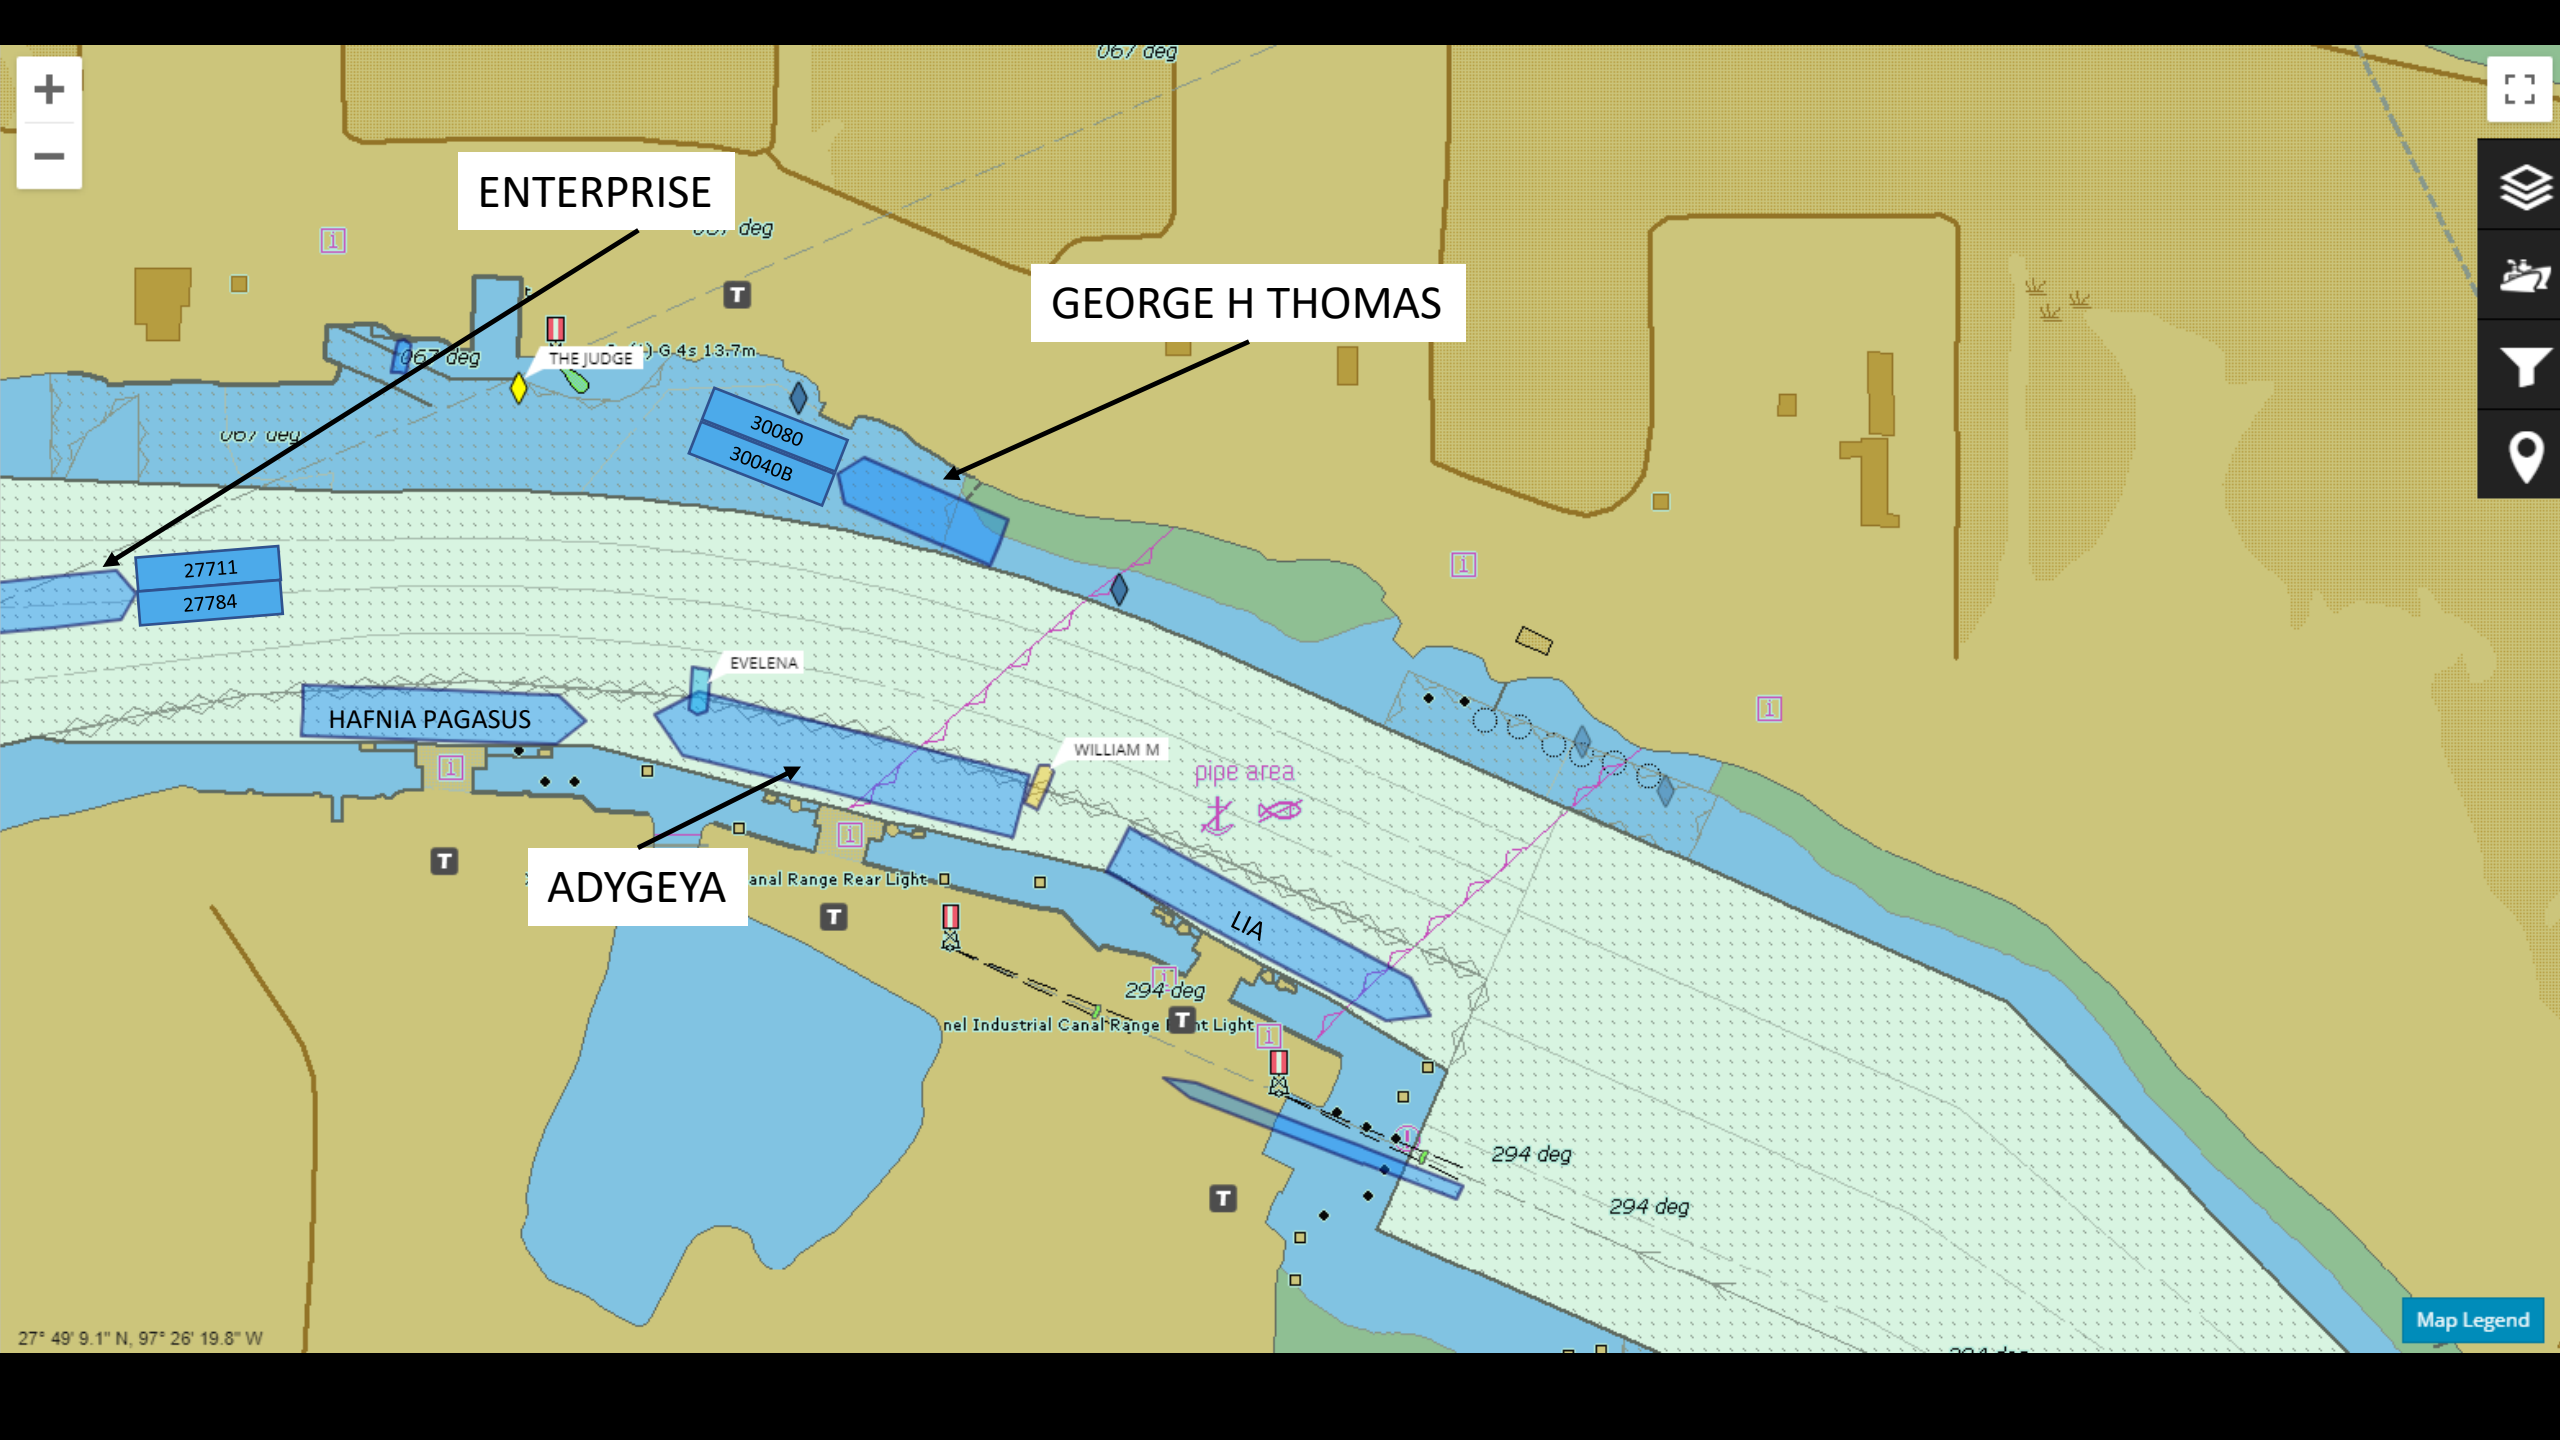 067 deg
ENTERPRISE
deg
GEORGE H THOMAS
T
067 deg
THE JUDGE
G 4s 13.7m
067 deg
30080
30040B
27711
27784
EVELENA
HAFNIA PAGASUS
WILLIAM M
pipe area
T
ADYGEYA
anal Range Rear Light
T
LIA
294 deg
nel Industrial Canal Range
nt Light
T
294 deg
T
294 deg
Map Legend
27° 49' 9.1" N, 97° 26' 19.8" W